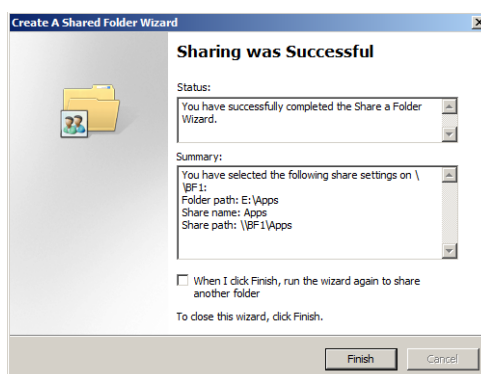 Create A Shared Folder Wizard
Sharing was Successful
Status:
You have successfully completed the Share a Folder
Wizard.
Summary:
You have selected the following share settings on \
\BF1:
Folder path: E:\Apps
Share name: Apps
Share path: \\BF1\Apps
When I click Finish, run the wizard again to share
another folder
To close this wizard, click Finish.
Finish
Cancel